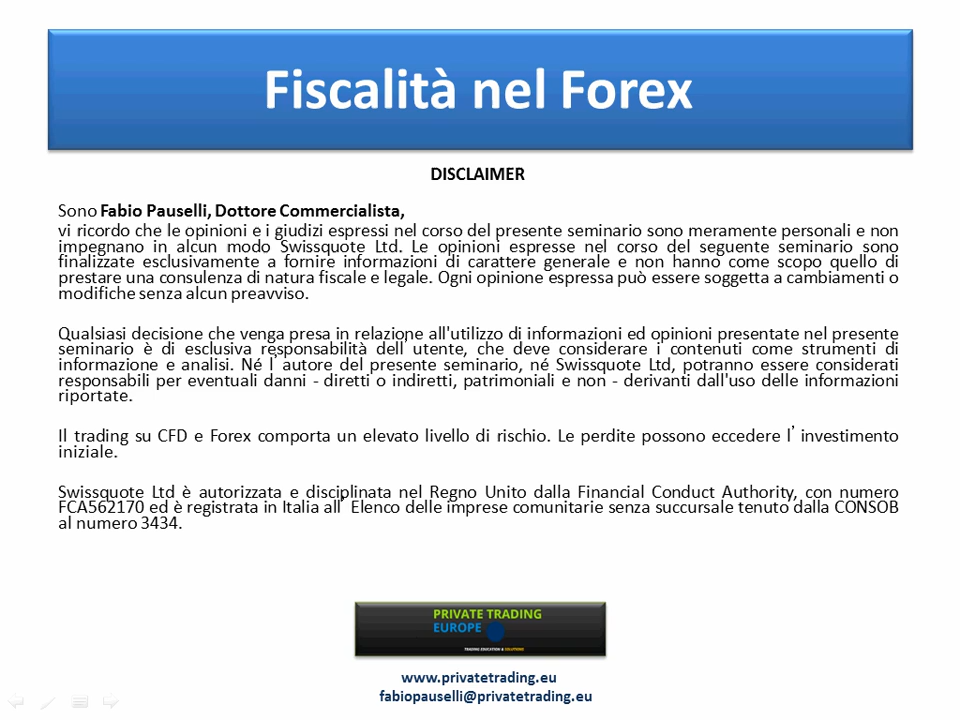 Fiscalità nel Forex
DISCLAIMER
Sono Fabio Pauselli, Dottore Commercialista,
vi ricordo che le opinioni e i giudizi espressi nel corso del presente seminario sono meramente personali e non
impegnano in alcun modo Swissquote Ltd. Le opinioni espresse nel corso del seguente seminario sono
finalizzate esclusivamente a fornire informazioni di carattere generale e non hanno come scopo quello di
prestare una consulenza di natura fiscale e legale. Ogni opinione espressa può essere soggetta a cambiamenti o
modifiche senza alcun preavviso.
Qualsiasi decisione che venga presa in relazione all'utilizzo di informazioni ed opinioni presentate nel presente
seminario è di esclusiva responsabilità dell’utente, che deve considerare i contenuti come strumenti di
informazione e analisi. Né l’autore del presente seminario, né Swissquote Ltd, potranno essere considerati
responsabili per eventuali danni - diretti o indiretti, patrimoniali e non - derivanti dall'uso delle informazioni
riportate.
Il trading su CFD e Forex comporta un elevato livello di rischio. Le perdite possono eccedere l’investimento
iniziale.
Swissquote Ltd è autorizzata e disciplinata nel Regno Unito dalla Financial Conduct Authority, con numero
FCA562170 ed è registrata in Italia all’Elenco delle imprese comunitarie senza succursale tenuto dalla CONSOB
al numero 3434.
PRIVATE TRADING
EUROPE
TRADING EDUCATION & SOLUTIONS
www.privatetrading.eu
fabiopauselli@privatetrading.eu